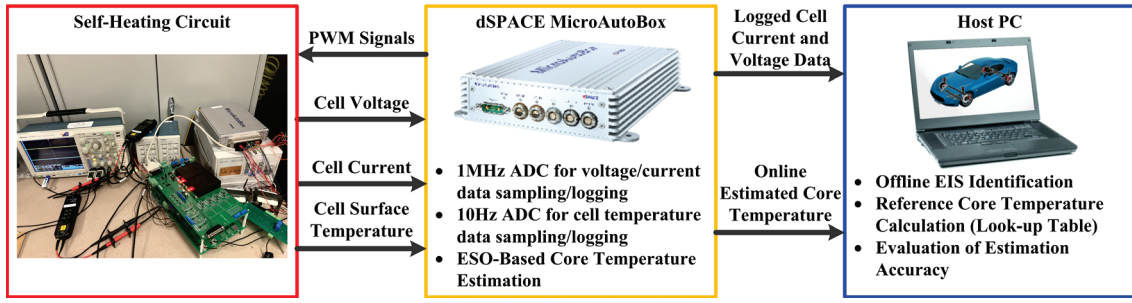 Self-Heating Circuit
PWM Signals
Cell Voltage
Cell Current
Cell Surface
Temperature
dSPACE MicroAutoBox
MicroAutoBox
• 1MHz ADC for voltage/current
data sampling/logging
• 10Hz ADC for cell temperature
data sampling/logging
• ESO-Based Core Temperature
Estimation
Logged Cell
Current and
Voltage Data
Online
Estimated Core
Temperature
Host PC
• Offline EIS Identification
• Reference Core Temperature
Calculation (Look-up Table)
• Evaluation of Estimation
Accuracy